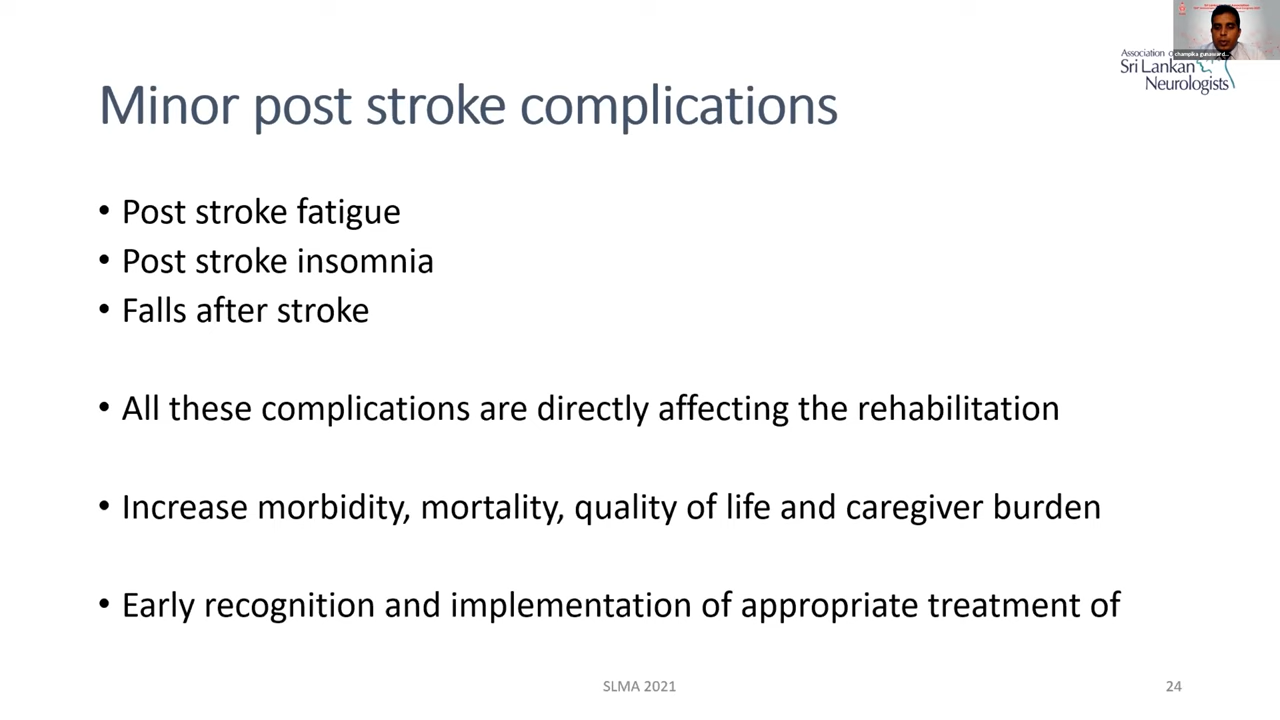 Association o
Sri Lankan
Neurologists
Minor post stroke complications
• Post stroke fatigue
• Post stroke insomnia
• Falls after stroke
• All these complications are directly affecting the rehabilitation
• Increase morbidity, mortality, quality of life and caregiver burden
• Early recognition and implementation of appropriate treatment of
SLMA 2021
24